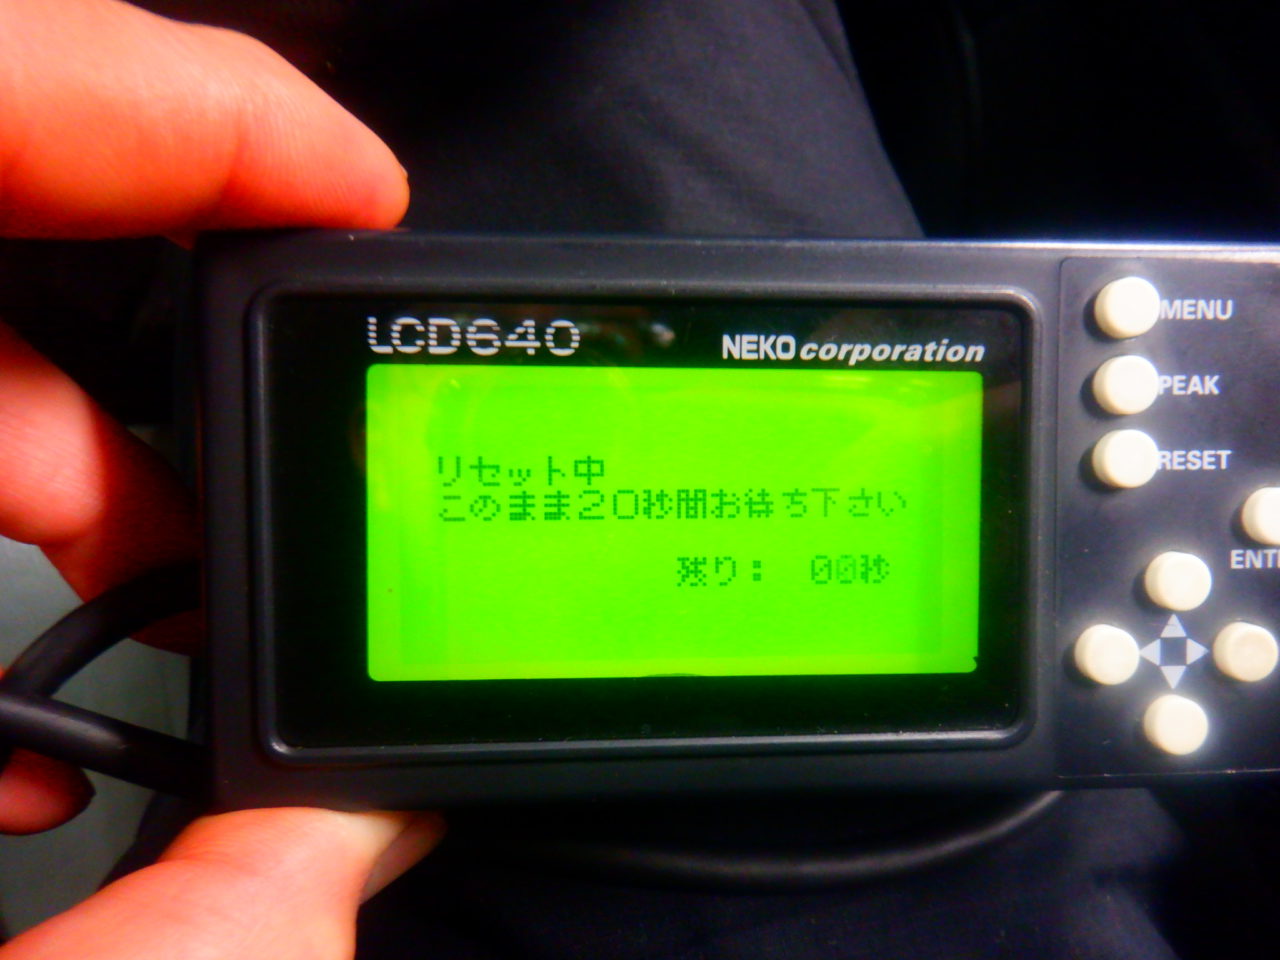 LCD640
NEKO corporation
リセット中
このまま20秒間お待ち下さい
残り: 00秒
MENU
PEAK
RESET